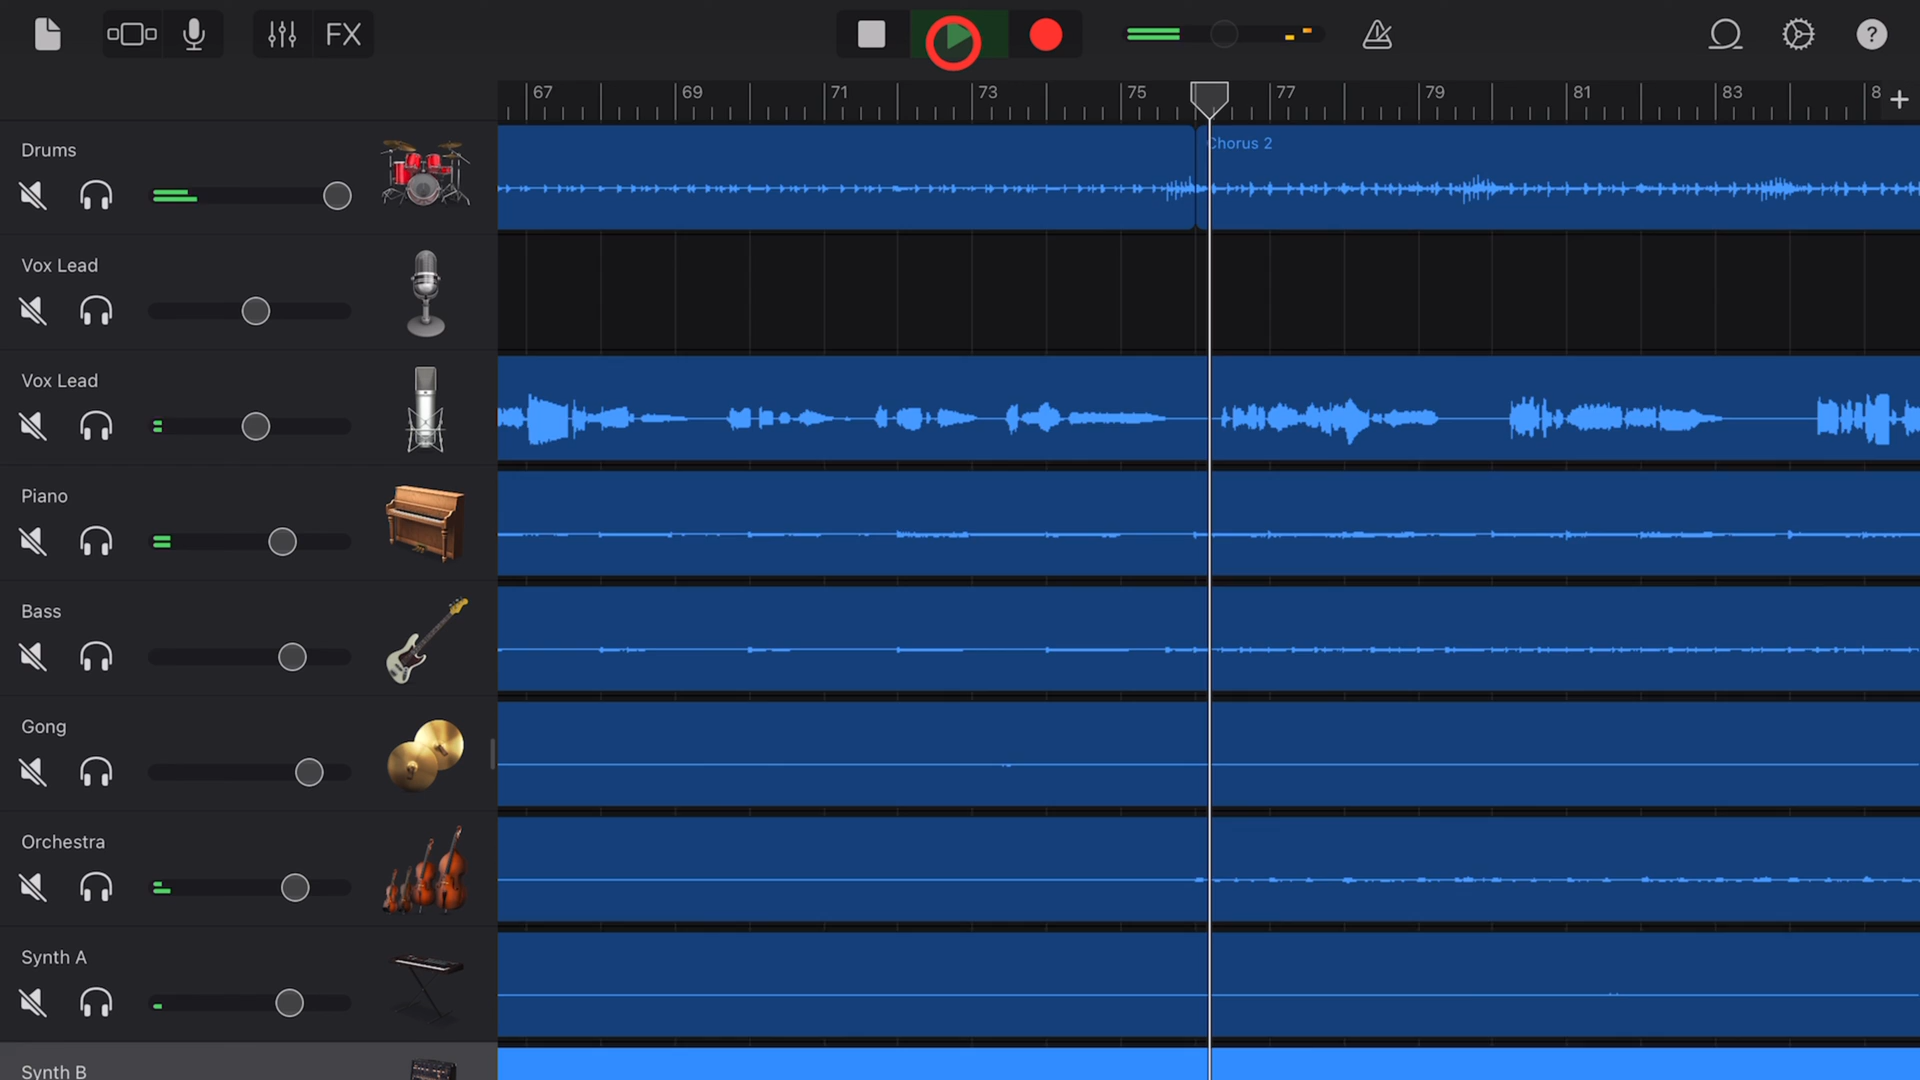 FX
?
67 69 71 73 75 77 79 81 83 8 +
Drums
Chorus 2
Vox Lead
Vox Lead
Piano
Bass
Gong
Orchestra
Synth A
Synth B